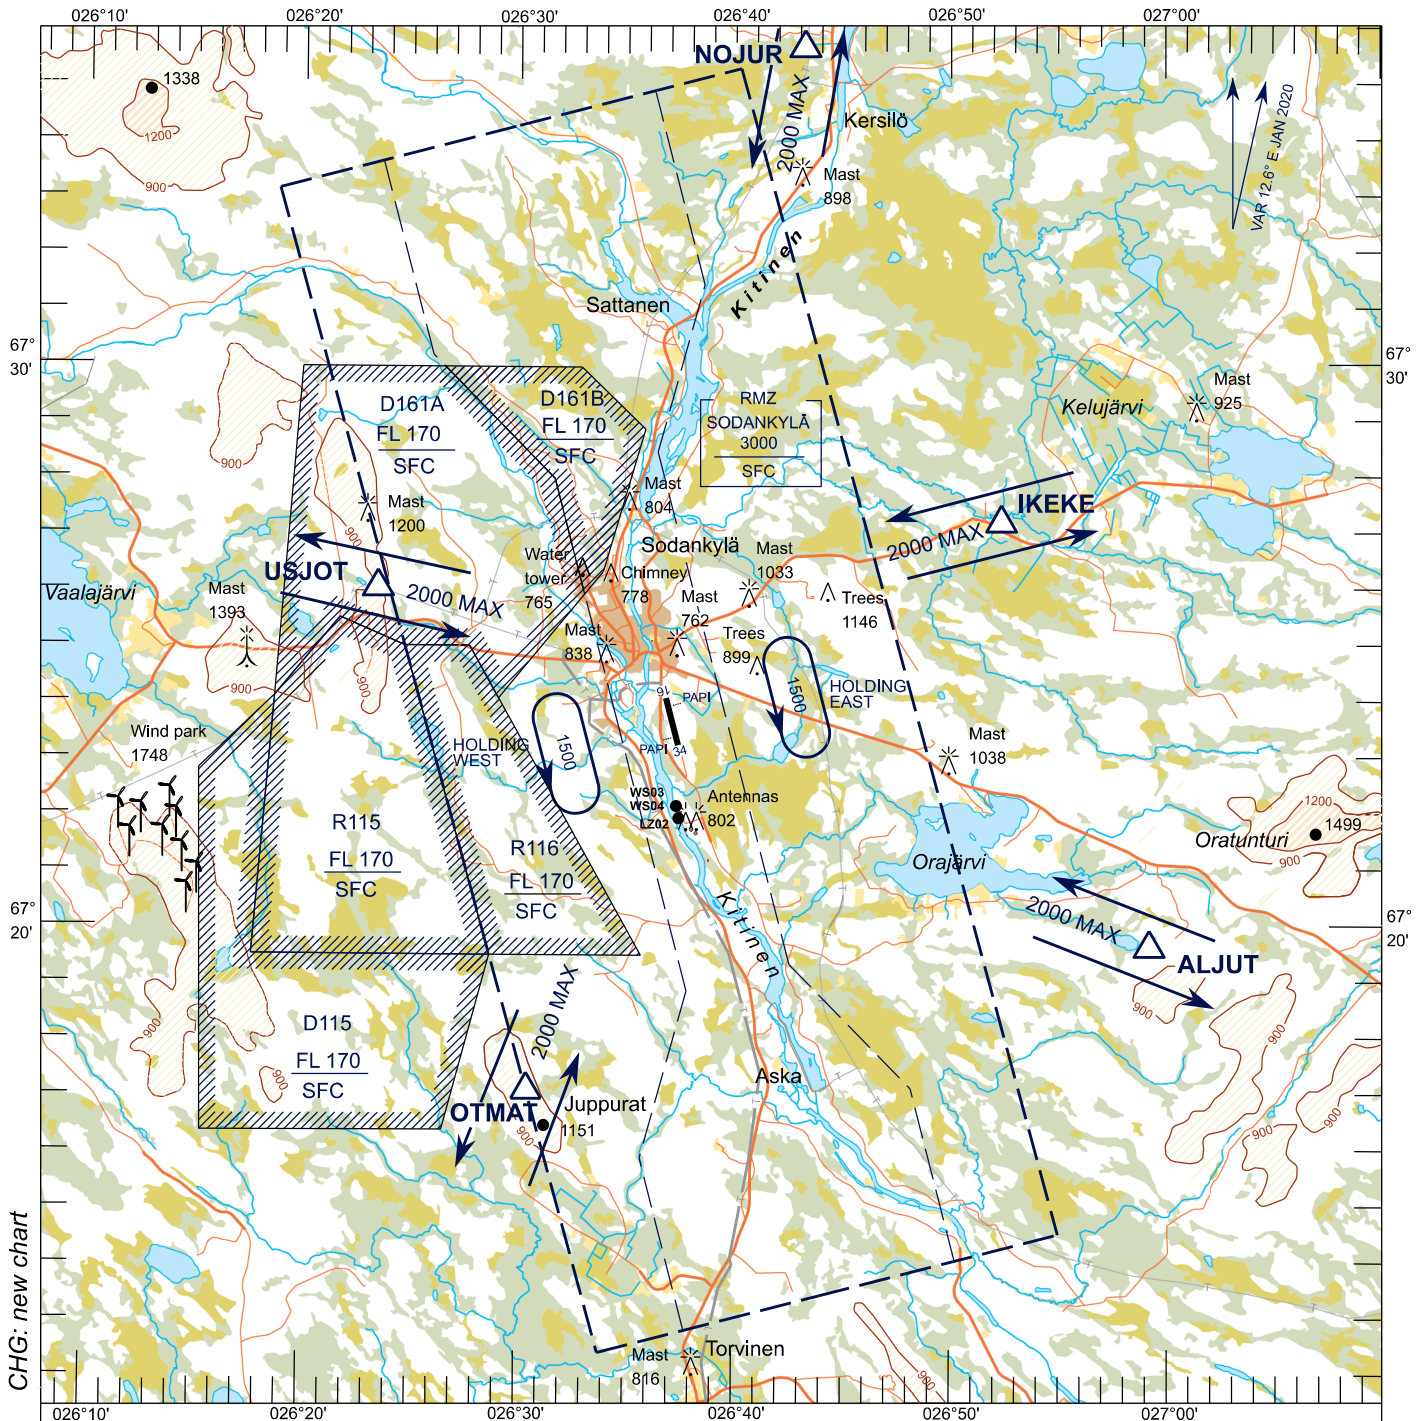 026°10' 026°20' 026°30' 026°40' 026°50' 027°00'
NOJUR
2000 MAX
Kersilö
1338
1200
900
Mast
898
VAR 12.6° E JAN 2020
Kitinen
Sattanen
67°
30'
67°
30'
D161A
FL 170
SFC
D161B
FL 170
SFC
RMZ
SODANKYLÄ
3000
SFC
Kelujärvi
Mast
925
900
Mast
1200
900
Mast
804
IKEKE
2000 MAX
Sodankylä
USJOT
2000 MAX
Water
tower
765
Chimney
778
Mast
1033
Mast
762
Trees
1146
Vaalajärvi
Mast
1393
900
900
Mast
838
Trees
899
1500
HOLDING
EAST
16
PAPI
PAPI
34
HOLDING
WEST
1500
Wind park
1748
Mast
1038
WS03
WS04
LZ02
Antennas
802
R115
FL 170
SFC
R116
FL 170
SFC
Orajärvi
1200
1499
Oratunturi
900
67°
20'
67°
20'
Kitinen
2000 MAX
ALJUT
900
900
900
900
900
D115
FL 170
SFC
900
2000 MAX
OTMAT
Juppurat
1151
900
Aska
CHG: new chart
Mast
816
Torvinen
900
026°10' 026°20' 026°30' 026°40' 026°50' 027°00'